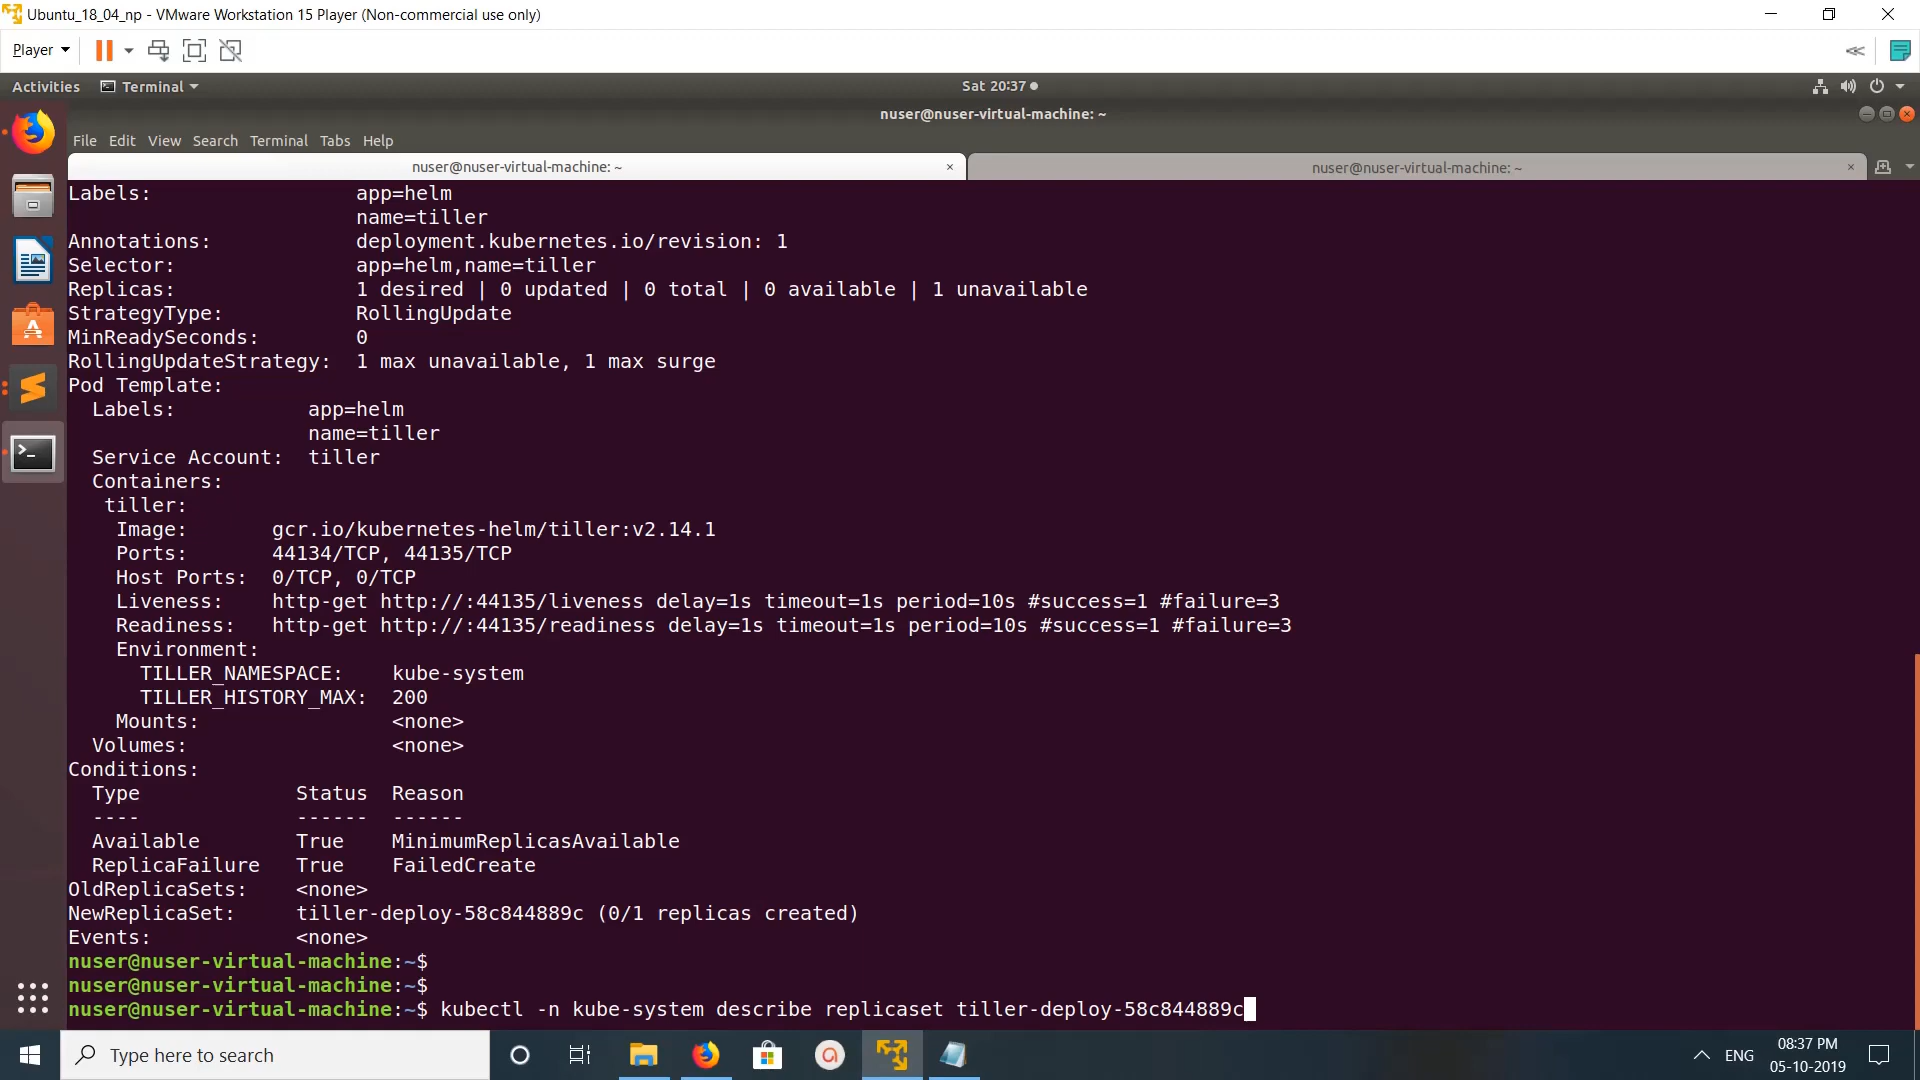 Ubuntu_18_04_np - VMware Workstation 15 Player (Non-commercial use only)
Player
Activities Terminal Sat 20:37
nuser@nuser-virtual-machine: ~
File Edit View Search Terminal Tabs Help
nuser@nuser-virtual-machine: ~ × nuser@nuser-virtual-machine: ~ ×
Labels: app=helm
name=tiller
Annotations: deployment.kubernetes.io/revision: 1
Selector: app=helm,name=tiller
Replicas: 1 desired | 0 updated | 0 total | 0 available | 1 unavailable
StrategyType: RollingUpdate
MinReadySeconds: 0
RollingUpdateStrategy: 1 max unavailable, 1 max surge
Pod Template:
Labels: app=helm
name=tiller
Service Account: tiller
Containers:
tiller:
Image: gcr.io/kubernetes-helm/tiller:v2.14.1
Ports: 44134/TCP, 44135/TCP
Host Ports: 0/TCP, 0/TCP
Liveness: http-get http://:44135/liveness delay=1s timeout=1s period=10s #success=1 #failure=3
Readiness: http-get http://:44135/readiness delay=1s timeout=1s period=10s #success=1 #failure=3
Environment:
TILLER_NAMESPACE: kube-system
TILLER_HISTORY_MAX: 200
Mounts: <none>
Volumes: <none>
Conditions:
Type Status Reason
---- ------ ------
Available True MinimumReplicasAvailable
ReplicaFailure True FailedCreate
OldReplicaSets: <none>
NewReplicaSet: tiller-deploy-58c844889c (0/1 replicas created)
Events: <none>
nuser@nuser-virtual-machine:~$
nuser@nuser-virtual-machine:~$
nuser@nuser-virtual-machine:~$ kubectl -n kube-system describe replicaset tiller-deploy-58c844889c
Type here to search
ENG
08:37 PM
05-10-2019